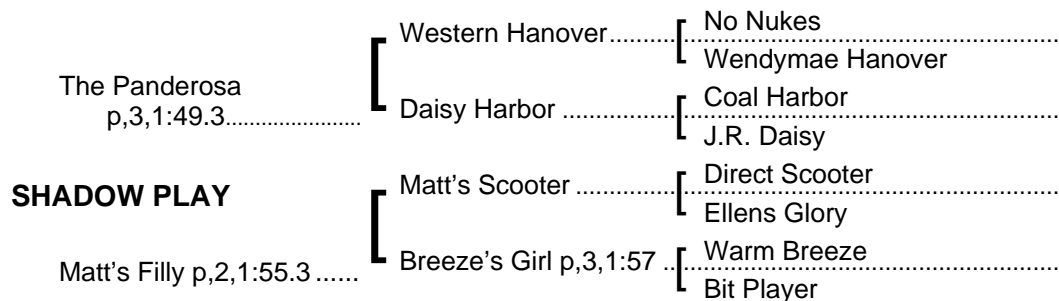 No Nukes
Western Hanover
Wendymae Hanover
The Panderosa
p,3,1:49.3
Coal Harbor
Daisy Harbor
J.R. Daisy
SHADOW PLAY
Direct Scooter
Matt's Scooter
Ellens Glory
Matt's Filly p,2,1:55.3
Warm Breeze
Breeze's Girl p,3,1:57
Bit Player